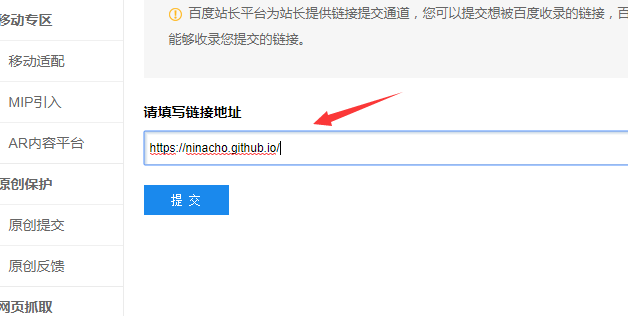 移动专区
移动适配
MIP引入
AR内容平台
原创保护
原创提交
原创反馈
网页抓取
百度站长平台为站长提供链接提交通道，您可以提交想被百度收录的链接，百
能够收录您提交的链接。
请填写链接地址
https://ninacho.github.io/
提 交